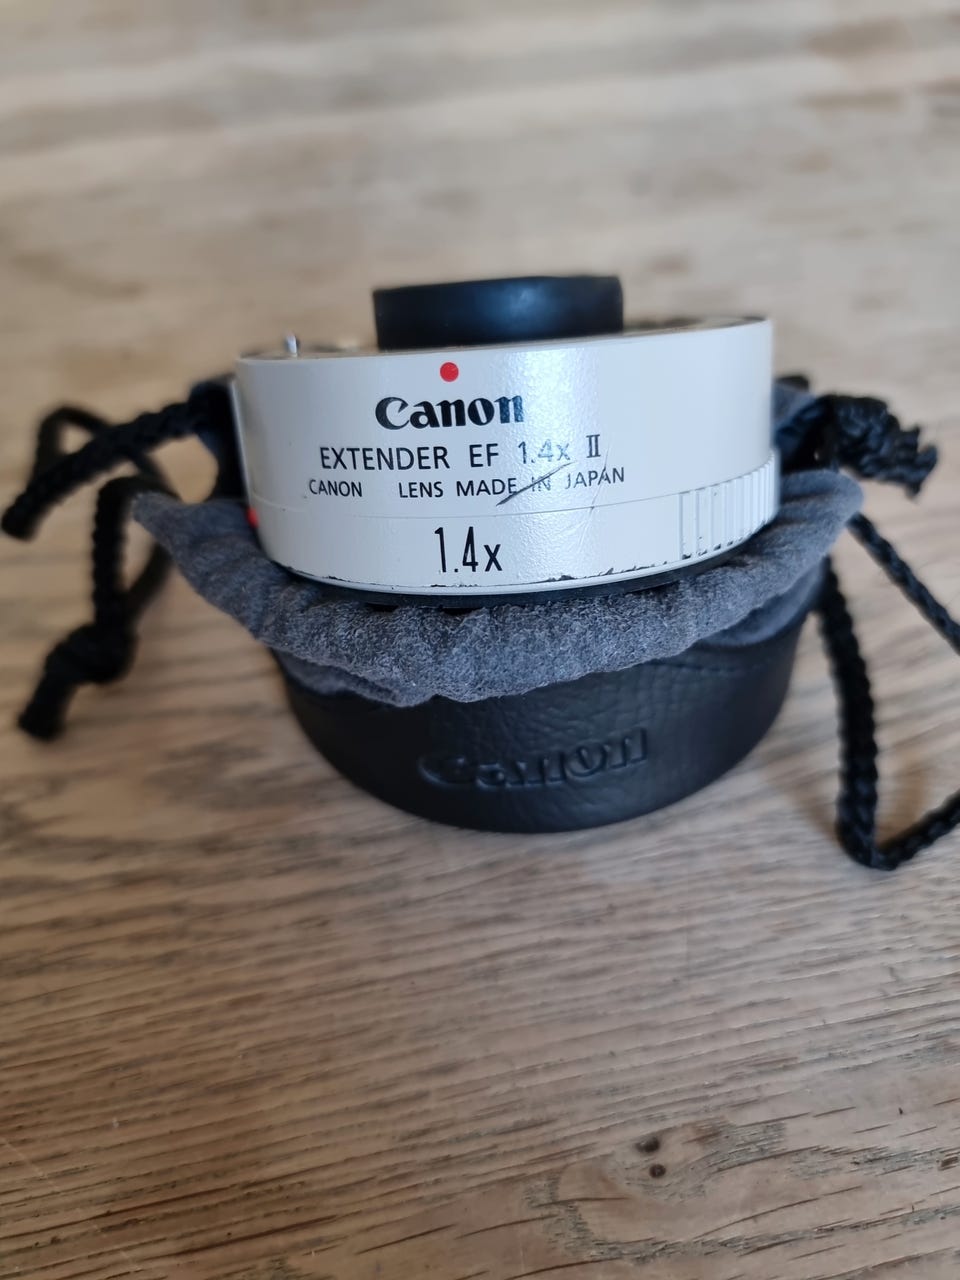 Canon
EXTENDER EF 1.4x II
CANON LENS MADE IN JAPAN
1.4x
Canon